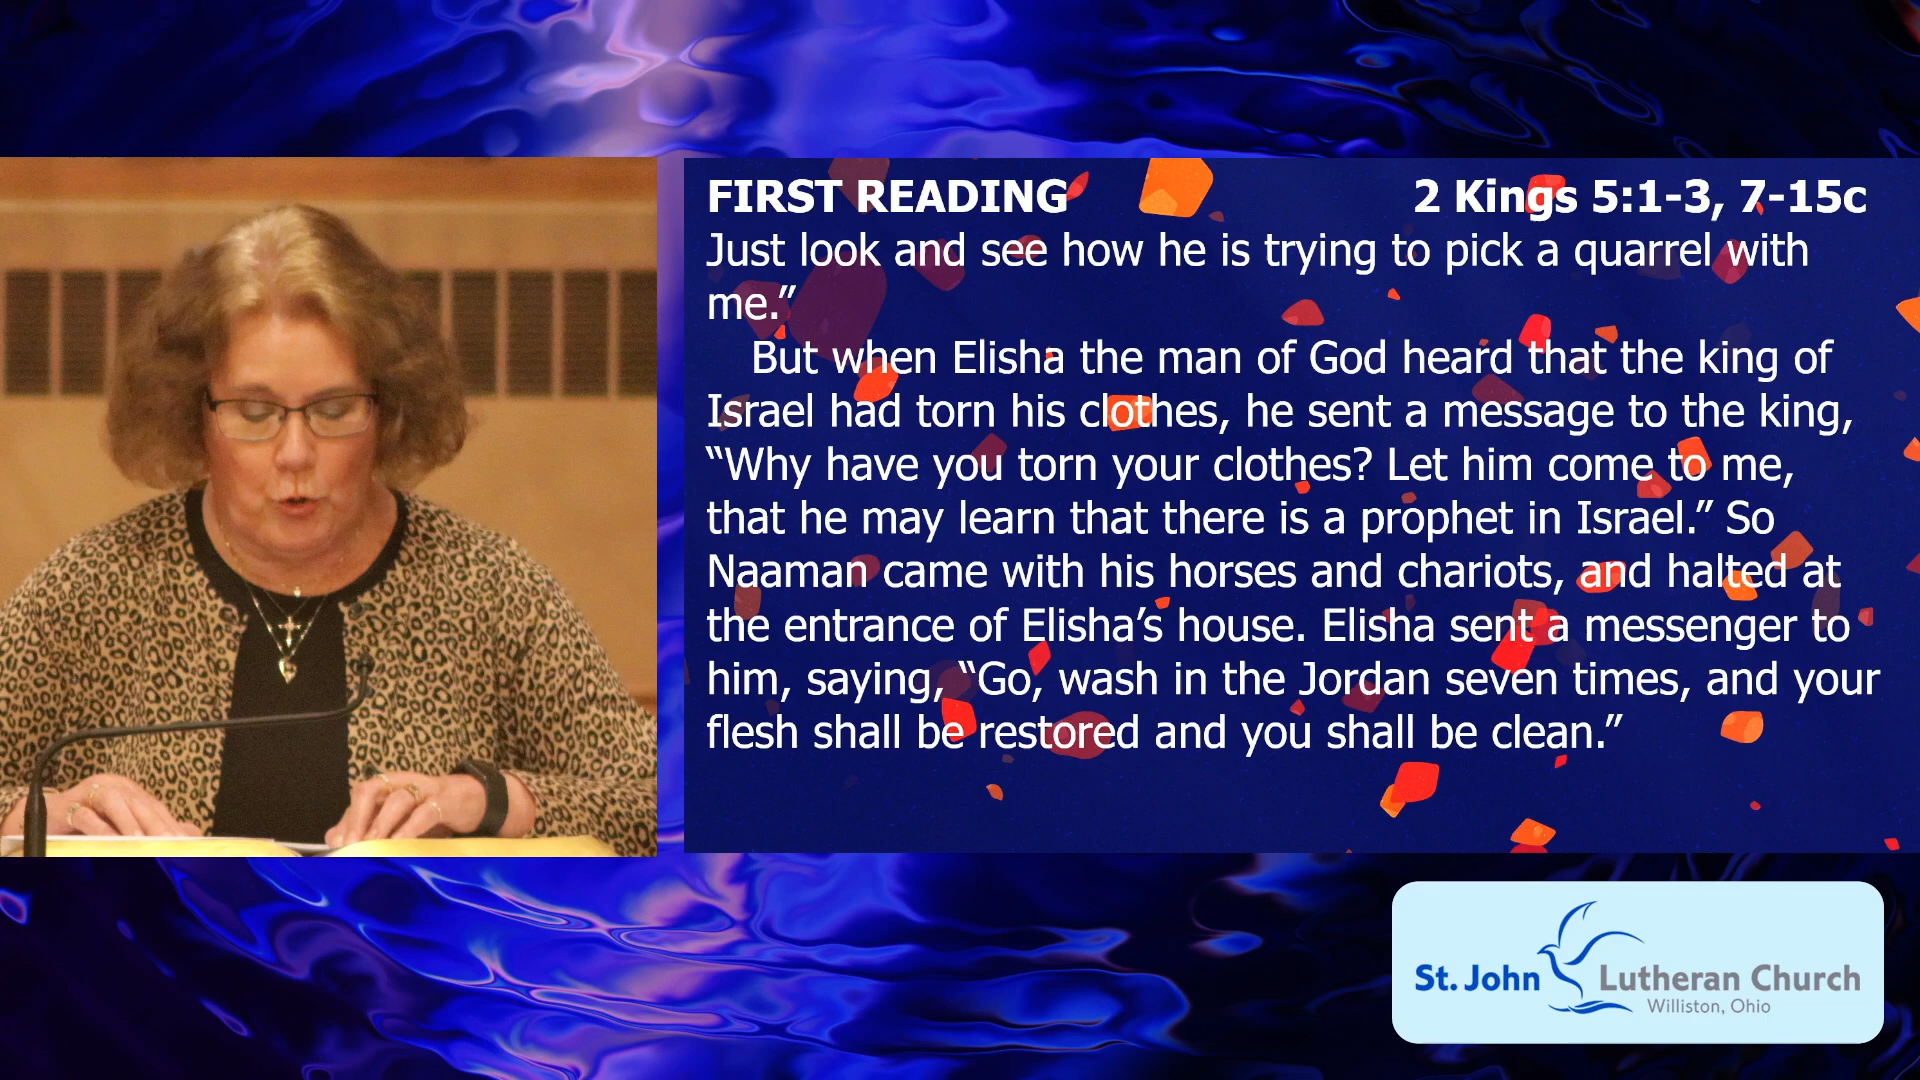 FIRST READING 2 Kings 5:1-3, 7-15c
Just look and see how he is trying to pick a quarrel with
me.”
But when Elisha the man of God heard that the king of
Israel had torn his clothes, he sent a message to the king,
“Why have you torn your clothes? Let him come to me,
that he may learn that there is a prophet in Israel.” So
Naaman came with his horses and chariots, and halted at
the entrance of Elisha’s house. Elisha sent a messenger to
him, saying, “Go, wash in the Jordan seven times, and your
flesh shall be restored and you shall be clean.”
St. John Lutheran Church
Williston, Ohio